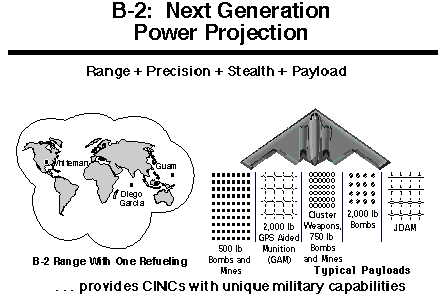 B-2: Next Generation
Power Projection
Range + Precision + Stealth + Payload
Whiteman
Guam
Diego
Garcia
B-2 Range With One Refueling
500 lb
Bombs and
Mines
2,000 lb
GPS Aided
Munition
(GAM)
Cluster
Weapons,
750 lb
Bombs and
Mines
2,000 lb
Bombs
JDAM
Typical Payloads
. . . provides CINCs with unique military capabilities